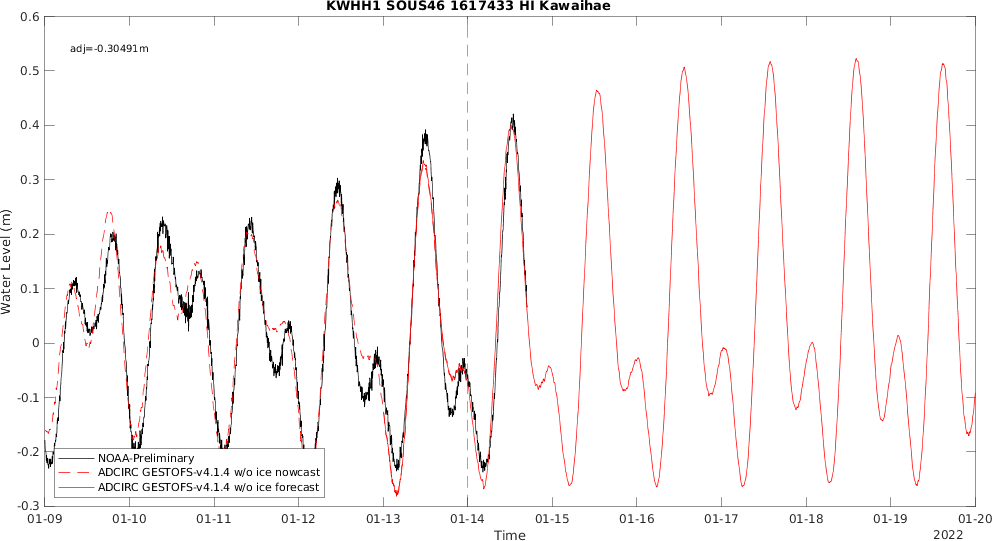 KWHH1 SOUS46 1617433 HI Kawaihae
adj=-0.30491m
Water Level (m)
0.6
0.5
0.4
0.3
0.2
0.1
0
-0.1
-0.2
-0.3
NOAA-Preliminary
ADCIRC GESTOFS-v4.1.4 w/o ice nowcast
ADCIRC GESTOFS-v4.1.4 w/o ice forecast
01-09 01-10 01-11 01-12 01-13 01-14 01-15 01-16 01-17 01-18 01-19 01-20
Time
2022